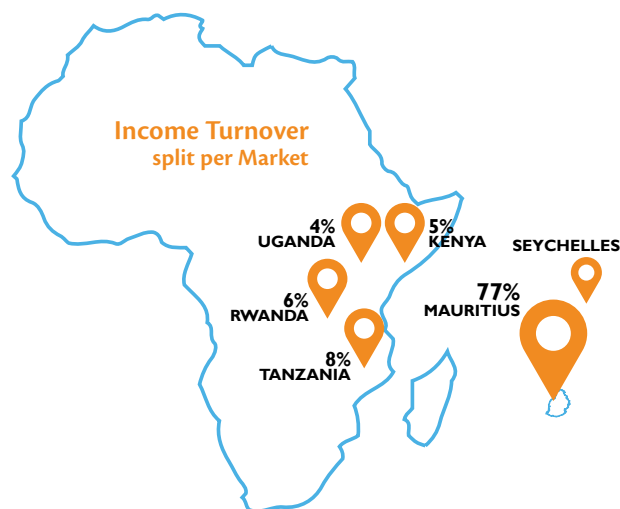 Income Turnover
split per Market
4%
UGANDA
5%
KENYA
SEYCHELLES
6%
RWANDA
77%
MAURITIUS
8%
TANZANIA